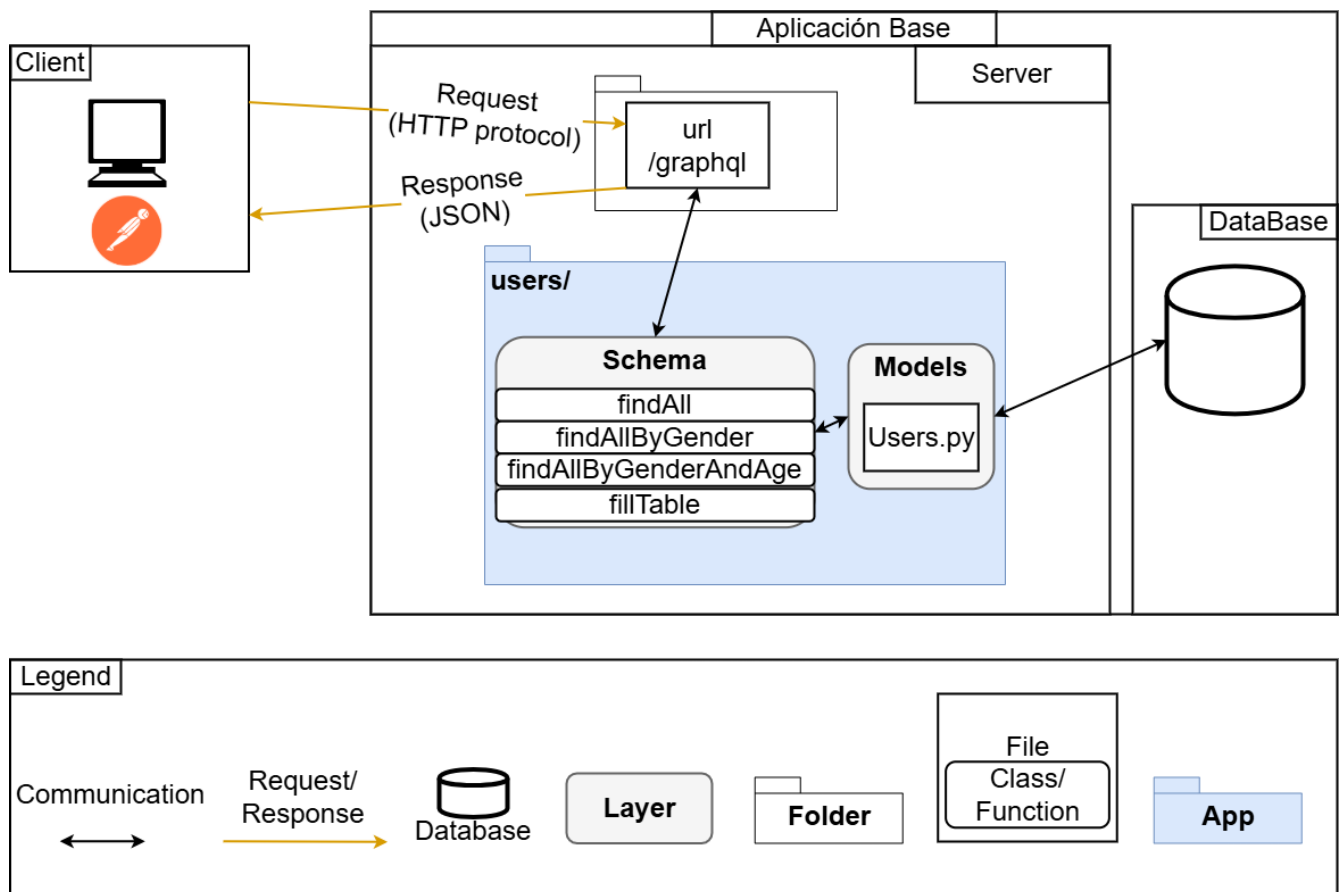 Aplicación Base
Client
Server
Request
(HTTP protocol)
url
/graphql
Response
(JSON)
DataBase
users/
Schema
findAll
findAllByGender
findAllByGenderAndAge
fillTable
Models
Users.py
Legend
Communication
Request/
Response
Database
Layer
Folder
File
Class/
Function
App